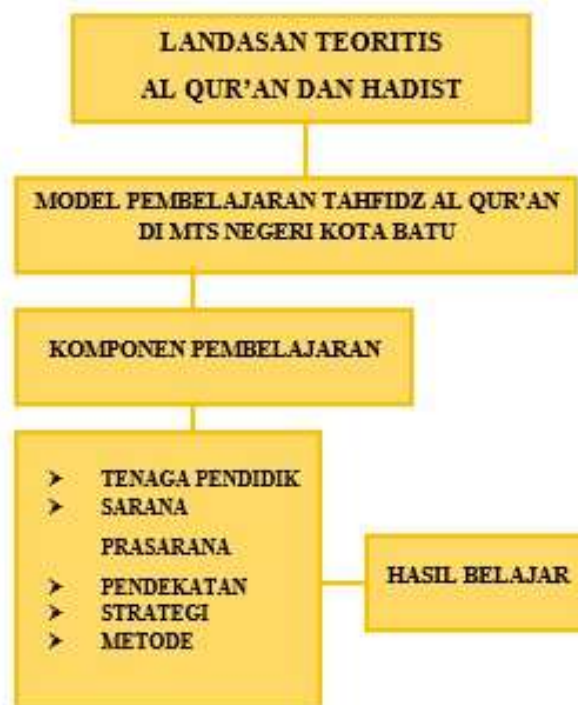 LANDASAN TEORITIS
AL QUR'AN DAN HADIST
MODEL PEMBELAJARAN TAHFIDZ AL QUR'AN
DI MTS NEGERI KOTA BATU
KOMPONEN PEMBELAJARAN
➤ TENAGA PENDIDIK
➤ SARANA
PRASARANA
➤ PENDEKATAN
➤ STRATEGI
➤ METODE
HASIL BELAJAR